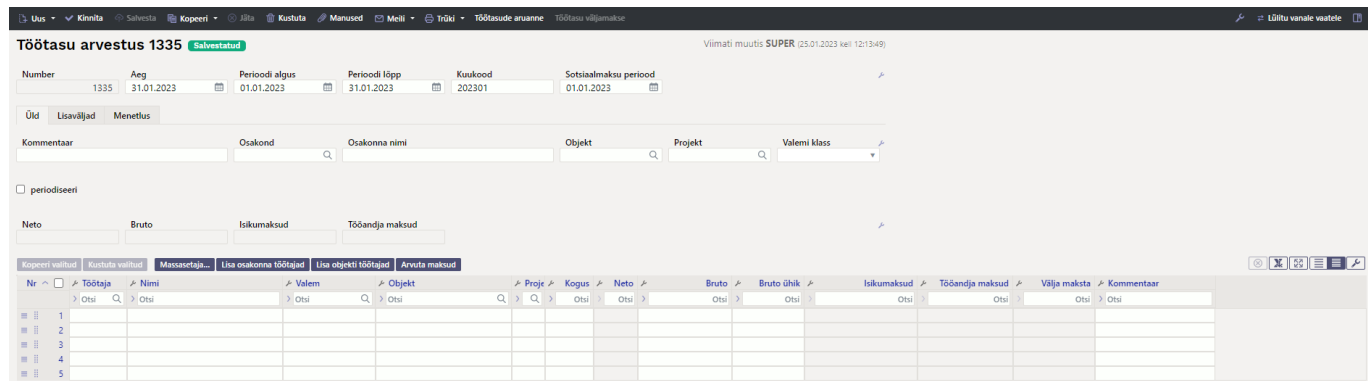 Uus Kinnita Salvesta Kopeeri Jäta Kustuta Manused Meili Trüki Töötasude aruanne Töötasu väljamakse Lülitu vanale vaatele
Töötasu arvestus 1335 Salvestatud Viimati muutis SUPER (25.01.2023 kell 12:13:49)
Number Aeg Perioodi algus Perioodi lõpp Kuukood Sotsiaalmaksu periood
1335 31.01.2023 01.01.2023 31.01.2023 202301 01.01.2023
Üld Lisaväljad Menetlus
Kommentaar Osakond Osakonna nimi Objekt Projekt Valemi klass
periodiseeri
Neto Bruto Isikumaksud Tööandja maksud
Kopeeri valitud Kustuta valitud Massasetaja... Lisa osakonna töötajad Lisa objekti töötajad Arvuta maksud
Nr Töötaja Nimi Valem Objekt Proje Kogus Neto Bruto Bruto ühik Isikumaksud Tööandja maksud Välja maksta Kommentaar
Otsi Otsi Otsi Otsi Otsi Otsi Otsi Otsi Otsi Otsi Otsi Otsi
1
2
3
4
5